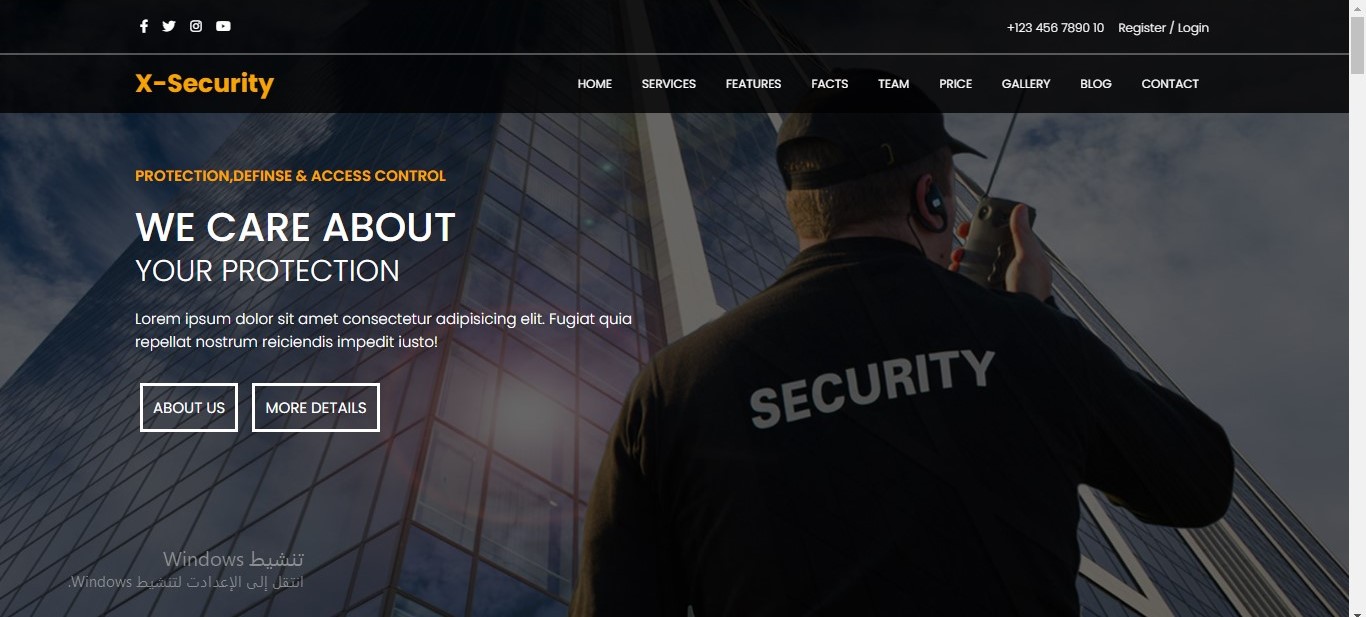 +123 456 7890 10 Register / Login
X-Security
HOME SERVICES FEATURES FACTS TEAM PRICE GALLERY BLOG CONTACT
PROTECTION,DEFINSE & ACCESS CONTROL
WE CARE ABOUT
YOUR PROTECTION
Lorem ipsum dolor sit amet consectetur adipisicing elit. Fugiat quia
repellat nostrum reiciendis impedit iusto!
ABOUT US MORE DETAILS
SECURITY
تنشيط Windows
انتقل إلى الإعدادت لتنشيط Windows.